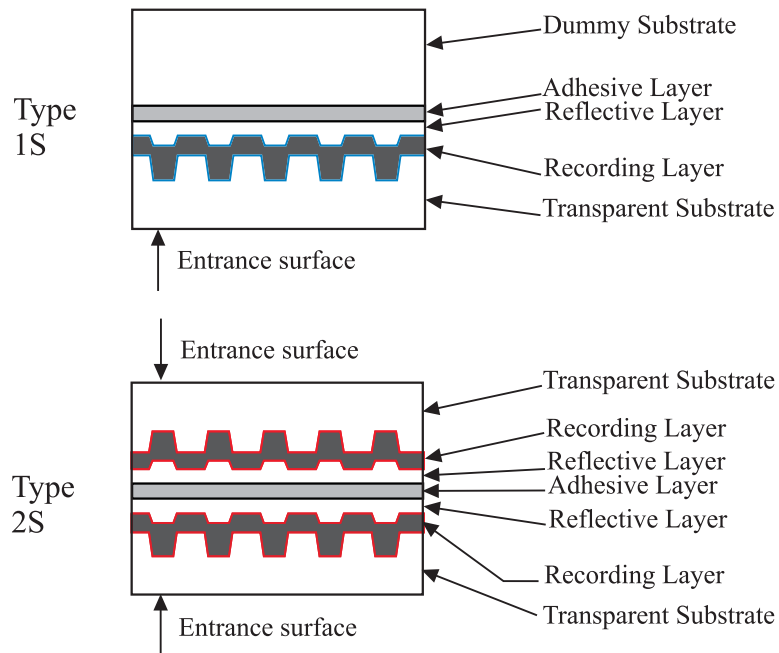 Dummy Substrate
Adhesive Layer
Reflective Layer
Type
1S
Recording Layer
Transparent Substrate
Entrance surface
Entrance surface
Transparent Substrate
Recording Layer
Reflective Layer
Type
2S
Adhesive Layer
Reflective Layer
Recording Layer
Transparent Substrate
Entrance surface